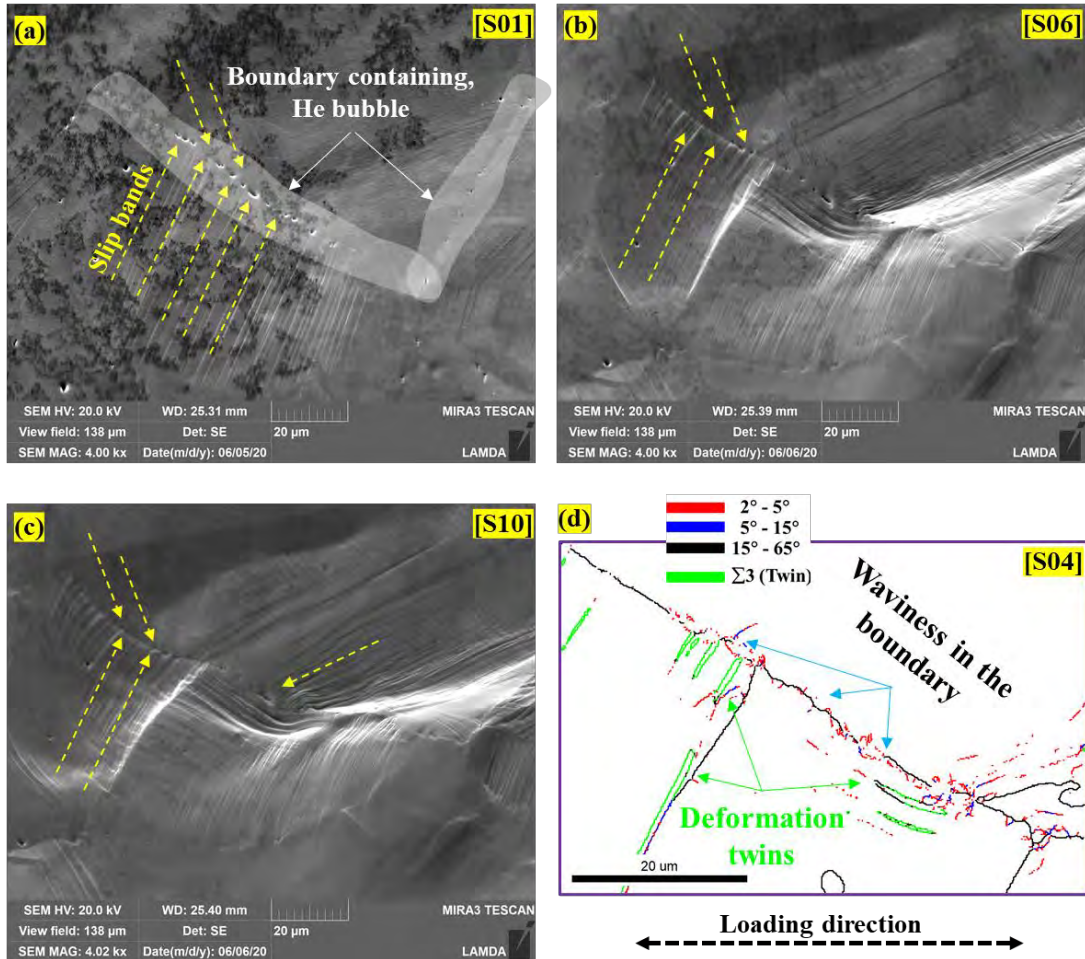 (a)
[S01]
Boundary containing,
He bubble
Slip bands
SEM HV: 20.0 kV
WD: 25.31 mm
MIRA3 TESCAN
View field: 138 µm
Det: SE
20 µm
SEM MAG: 4.00 kx
Date(m/d/y): 06/05/20
LAMDA
(b)
[S06]
SEM HV: 20.0 kV
WD: 25.39 mm
MIRA3 TESCAN
View field: 138 µm
Det: SE
20 µm
SEM MAG: 4.00 kx
Date(m/d/y): 06/06/20
LAMDA
(c)
[S10]
SEM HV: 20.0 kV
WD: 25.40 mm
MIRA3 TESCAN
View field: 138 µm
Det: SE
20 µm
SEM MAG: 4.02 kx
Date(m/d/y): 06/06/20
LAMDA
(d)
2° - 5°
5° - 15°
15° - 65°
∑3 (Twin)
[S04]
Waviness in the
boundary
Deformation
twins
20 um
Loading direction